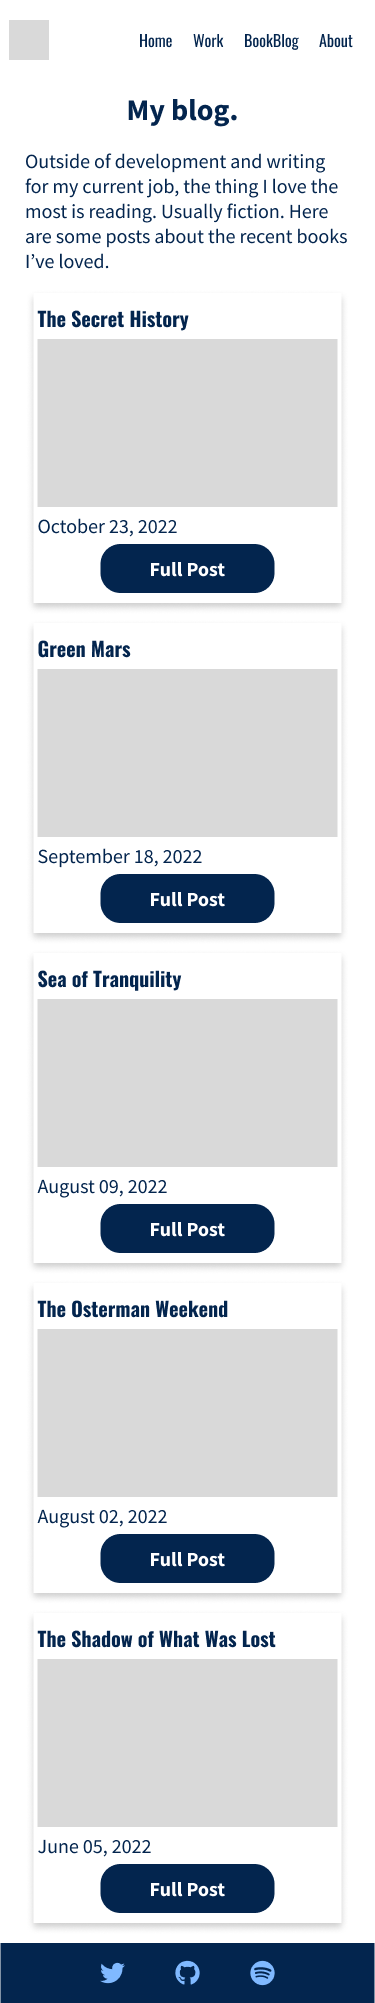 Home Work BookBlog About
My blog.
Outside of development and writing
for my current job, the thing I love the
most is reading. Usually fiction. Here
are some posts about the recent books
I’ve loved.
The Secret History
October 23, 2022
Full Post
Green Mars
September 18, 2022
Full Post
Sea of Tranquility
August 09, 2022
Full Post
The Osterman Weekend
August 02, 2022
Full Post
The Shadow of What Was Lost
June 05, 2022
Full Post